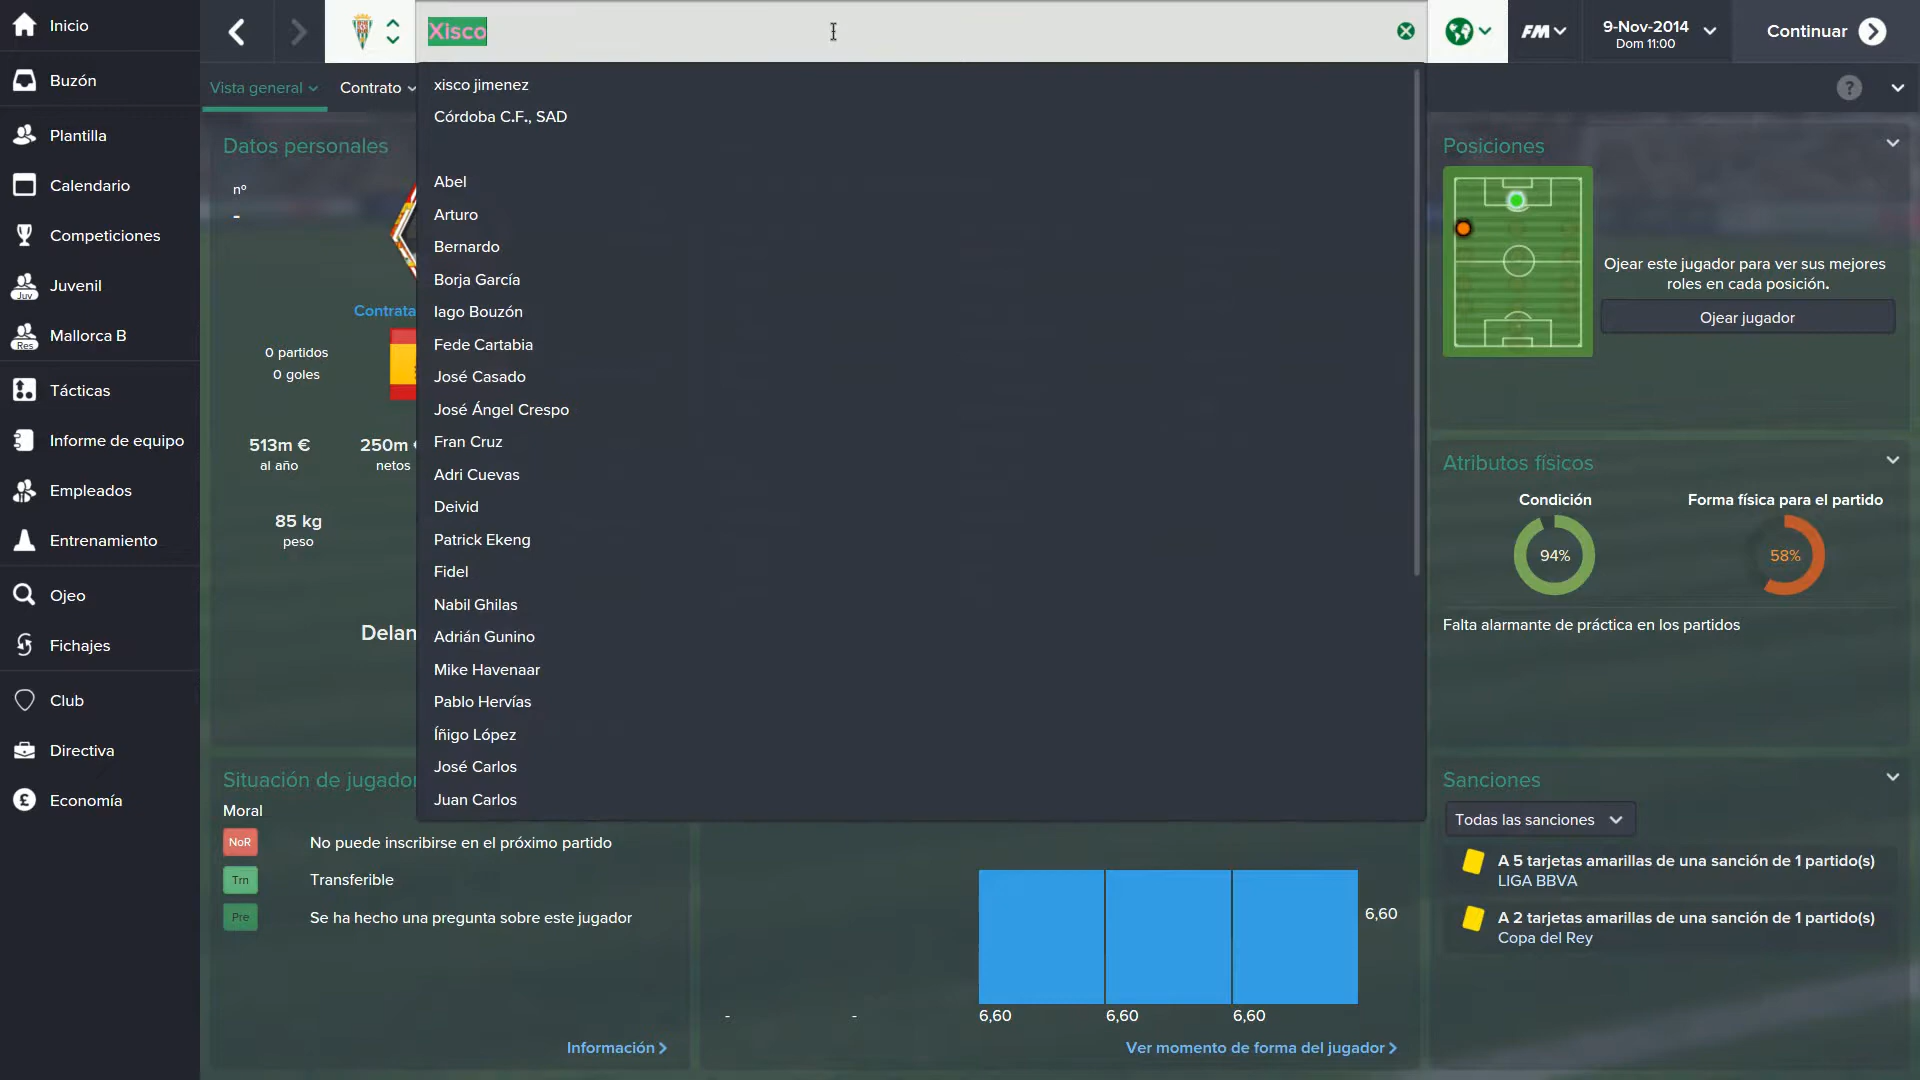 Inicio
Buzón
Plantilla
Calendario
Competiciones
Juv
Juvenil
Res
Mallorca B
Tácticas
Informe de equipo
Empleados
Entrenamiento
Ojeo
Fichajes
Club
Directiva
Economía
Xisco
FM
9-Nov-2014
Dom 11:00
Continuar
Vista general
Contrato
?
xisco jimenez
Córdoba C.F., SAD
Abel
Arturo
Bernardo
Borja García
Iago Bouzón
Fede Cartabia
José Casado
José Ángel Crespo
Fran Cruz
Adri Cuevas
Deivid
Patrick Ekeng
Fidel
Nabil Ghilas
Adrián Gunino
Mike Havenaar
Pablo Hervías
Íñigo López
José Carlos
Juan Carlos
Datos personales
nº
-
Contrata
0 partidos
0 goles
513m €
al año
250m €
netos
85 kg
peso
Delan
Situación de jugador
Moral
NoR
No puede inscribirse en el próximo partido
Trn
Transferible
Pre
Se ha hecho una pregunta sobre este jugador
Información
- - 6,60 6,60 6,60
6,60
Ver momento de forma del jugador
Posiciones
Ojear este jugador para ver sus mejores
roles en cada posición.
Ojear jugador
Atributos físicos
Condición
Forma física para el partido
94%
58%
Falta alarmante de práctica en los partidos
Sanciones
Todas las sanciones
A 5 tarjetas amarillas de una sanción de 1 partido(s)
LIGA BBVA
A 2 tarjetas amarillas de una sanción de 1 partido(s)
Copa del Rey